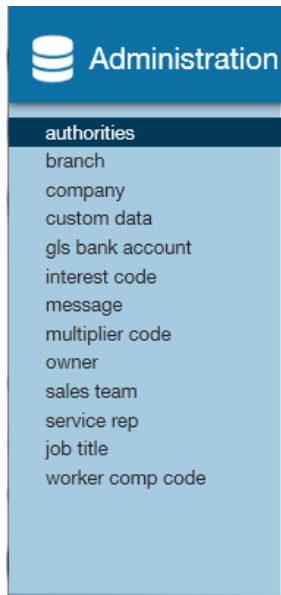 Administration
authorities
branch
company
custom data
gls bank account
interest code
message
multiplier code
owner
sales team
service rep
job title
worker comp code